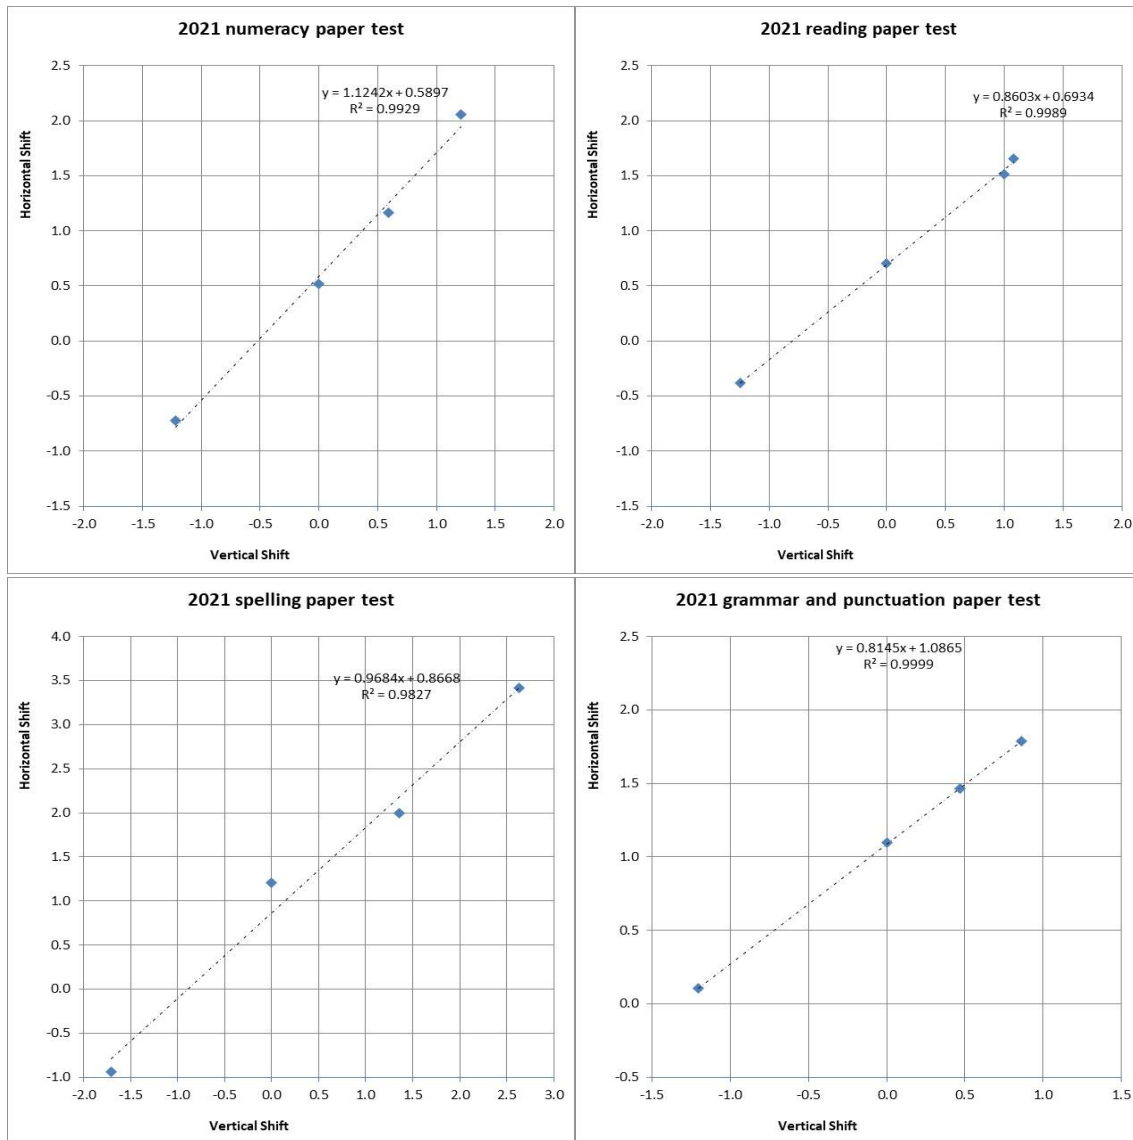 2021 numeracy paper test
y = 1.1242x + 0.5897
R² = 0.9929
Horizontal Shift
2.5
2.0
1.5
1.0
0.5
0.0
-0.5
-1.0
-1.5
-2.0 -1.5 -1.0 -0.5 0.0 0.5 1.0 1.5 2.0
Vertical Shift
2021 reading paper test
y = 0.8603x + 0.6934
R² = 0.9989
Horizontal Shift
2.5
2.0
1.5
1.0
0.5
0.0
-0.5
-1.0
-1.5
-2.0 -1.5 -1.0 -0.5 0.0 0.5 1.0 1.5 2.0
Vertical Shift
2021 spelling paper test
y = 0.9684x + 0.8668
R² = 0.9827
Horizontal Shift
4.0
3.5
3.0
2.5
2.0
1.5
1.0
0.5
0.0
-0.5
-1.0
-2.0 -1.5 -1.0 -0.5 0.0 0.5 1.0 1.5 2.0 2.5 3.0
Vertical Shift
2021 grammar and punctuation paper test
y = 0.8145x + 1.0865
R² = 0.9999
Horizontal Shift
2.5
2.0
1.5
1.0
0.5
0.0
-0.5
-1.5 -1.0 -0.5 0.0 0.5 1.0 1.5
Vertical Shift